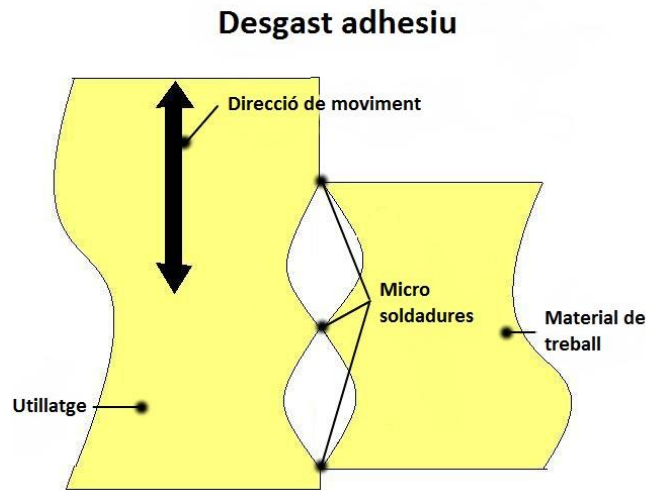 Desgast adhesiu
Direcció de moviment
Micro
soldadures
Material de
treball
Utillatge